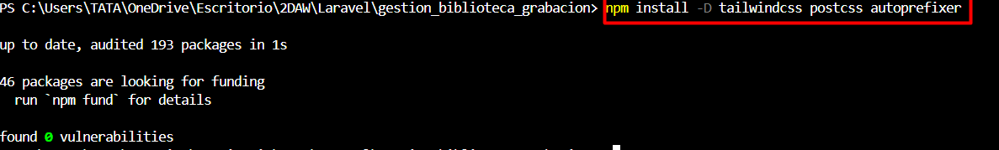 PS C:\Users\TATA\OneDrive\Escritorio\2DAW\Laravel\gestion_biblioteca_grabacion> npm install -D tailwindcss postcss autoprefixer
up to date, audited 193 packages in 1s
46 packages are looking for funding
  run `npm fund` for details
found 0 vulnerabilities